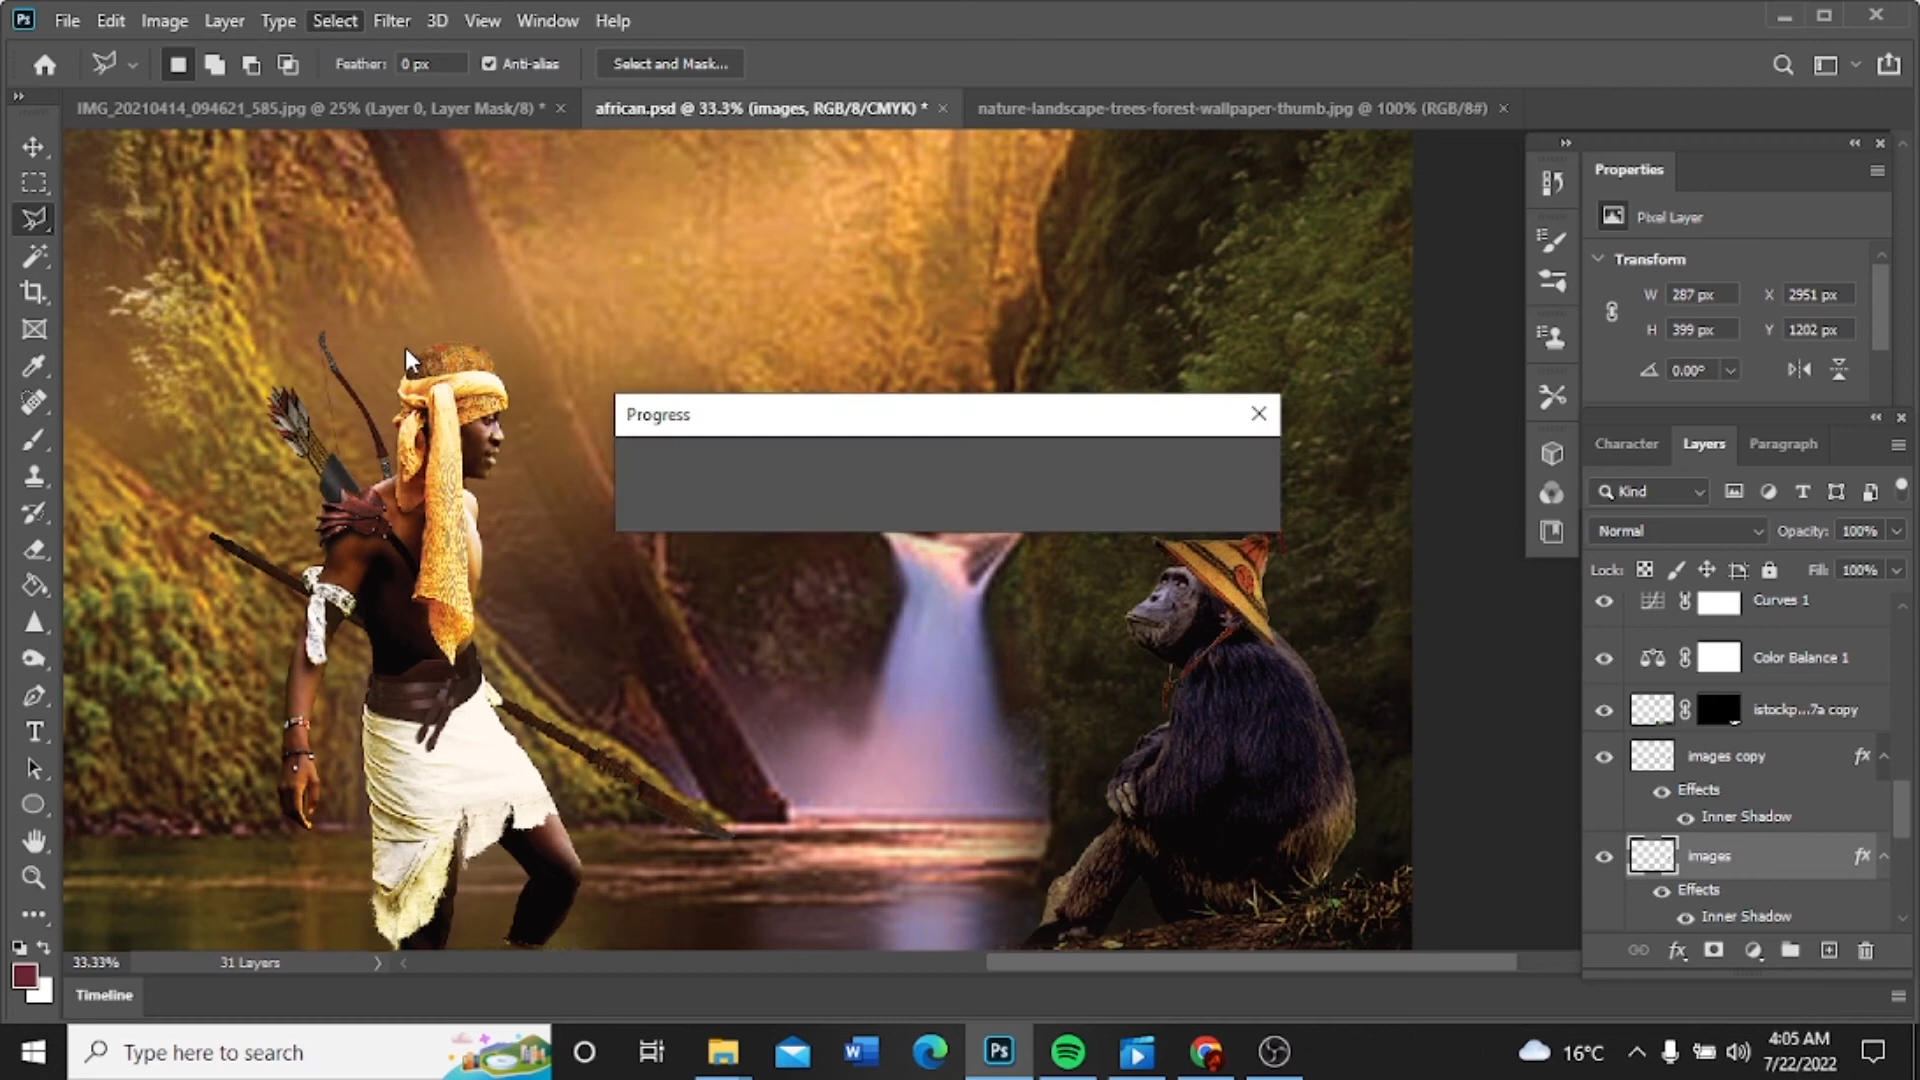 Ps File Edit Image Layer Type Select Filter 3D View Window Help
Feather: 0 px Anti-alias Select and Mask...
IMG_20210414_094621_585.jpg @ 25% (Layer 0, Layer Mask/8) * african.psd @ 33.3% (images, RGB/8/CMYK) * nature-landscape-trees-forest-wallpaper-thumb.jpg @ 100% (RGB/8#)
Properties
Pixel Layer
Transform
W 287 px X 2951 px
H 399 px Y 1202 px
0.00°
Progress
Character Layers Paragraph
Kind
Normal Opacity: 100%
Lock: Fill: 100%
Curves 1
Color Balance 1
istockp...7a copy
images copy fx
Effects
Inner Shadow
images fx
Effects
Inner Shadow
fx
33.33% 31 Layers
Timeline
Type here to search
W
Ps
16°C
4:05 AM
7/22/2022